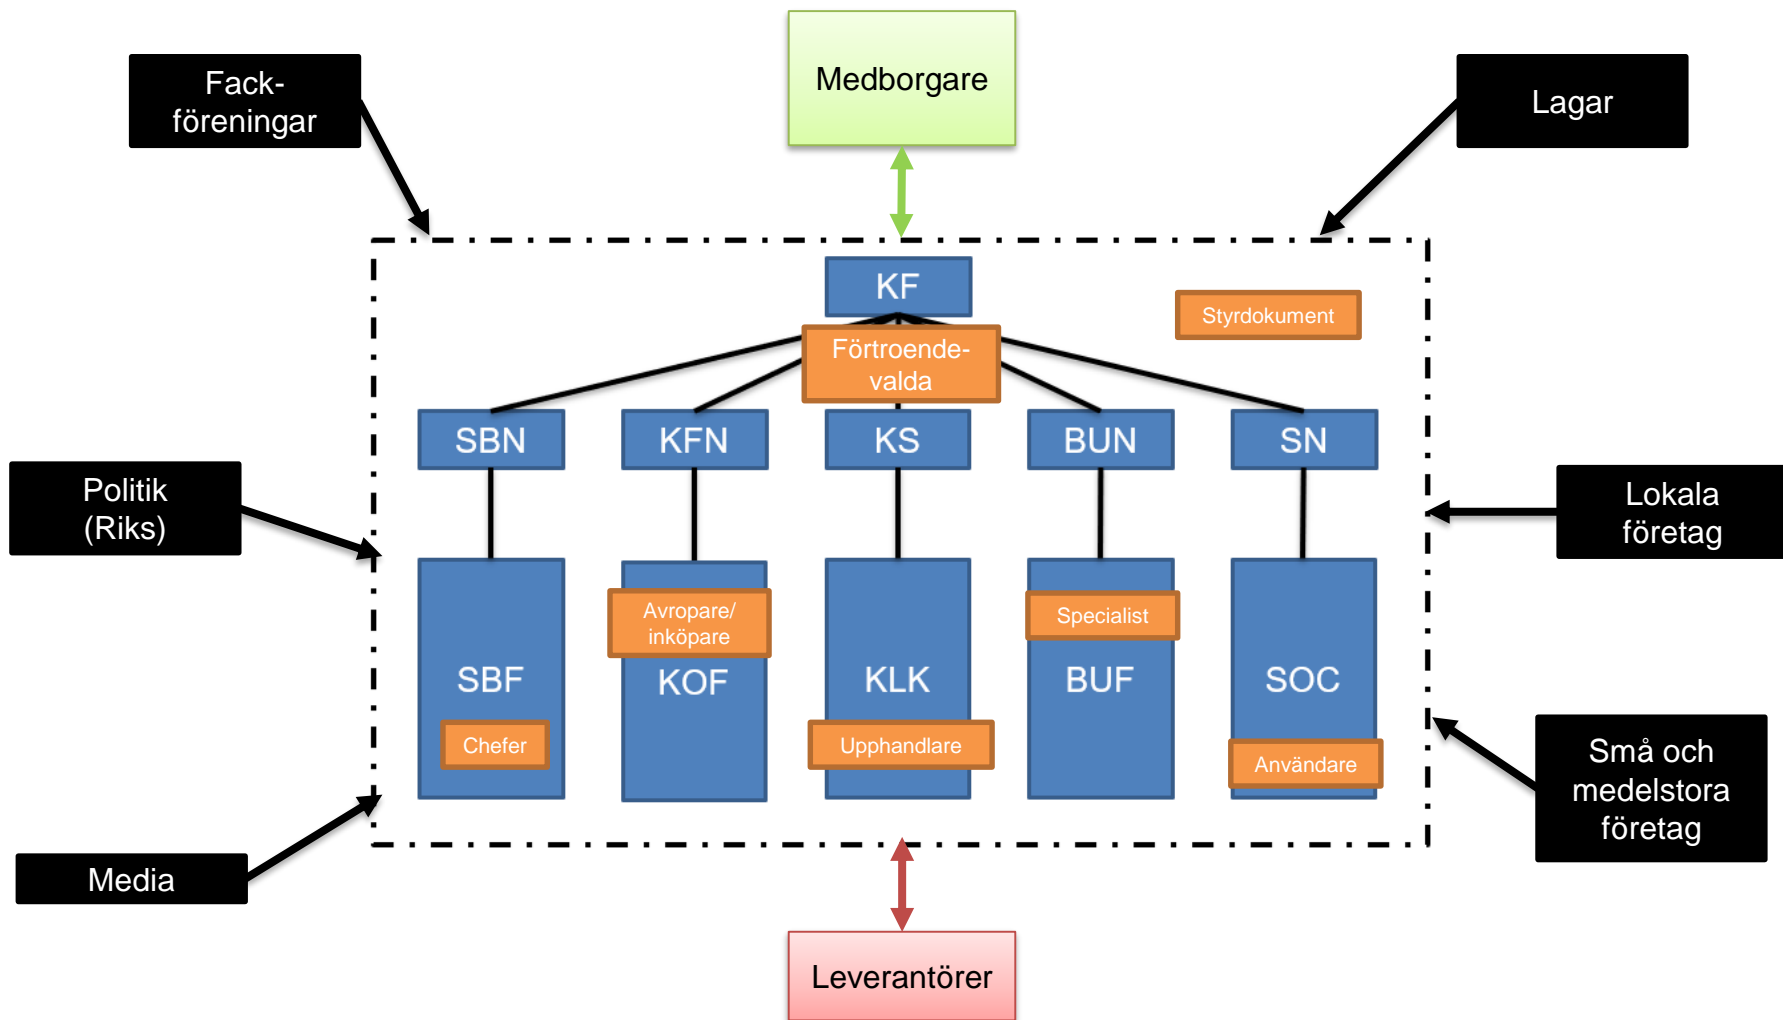 Medborgare
Fack-
föreningar
Lagar
KF
Styrdokument
Förtroende-
valda
SBN
KFN
KS
BUN
SN
Politik
(Riks)
Lokala
företag
Avropare/
inköpare
Specialist
SBF
KOF
KLK
BUF
SOC
Chefer
Upphandlare
Användare
Små och
medelstora
företag
Media
Leverantörer